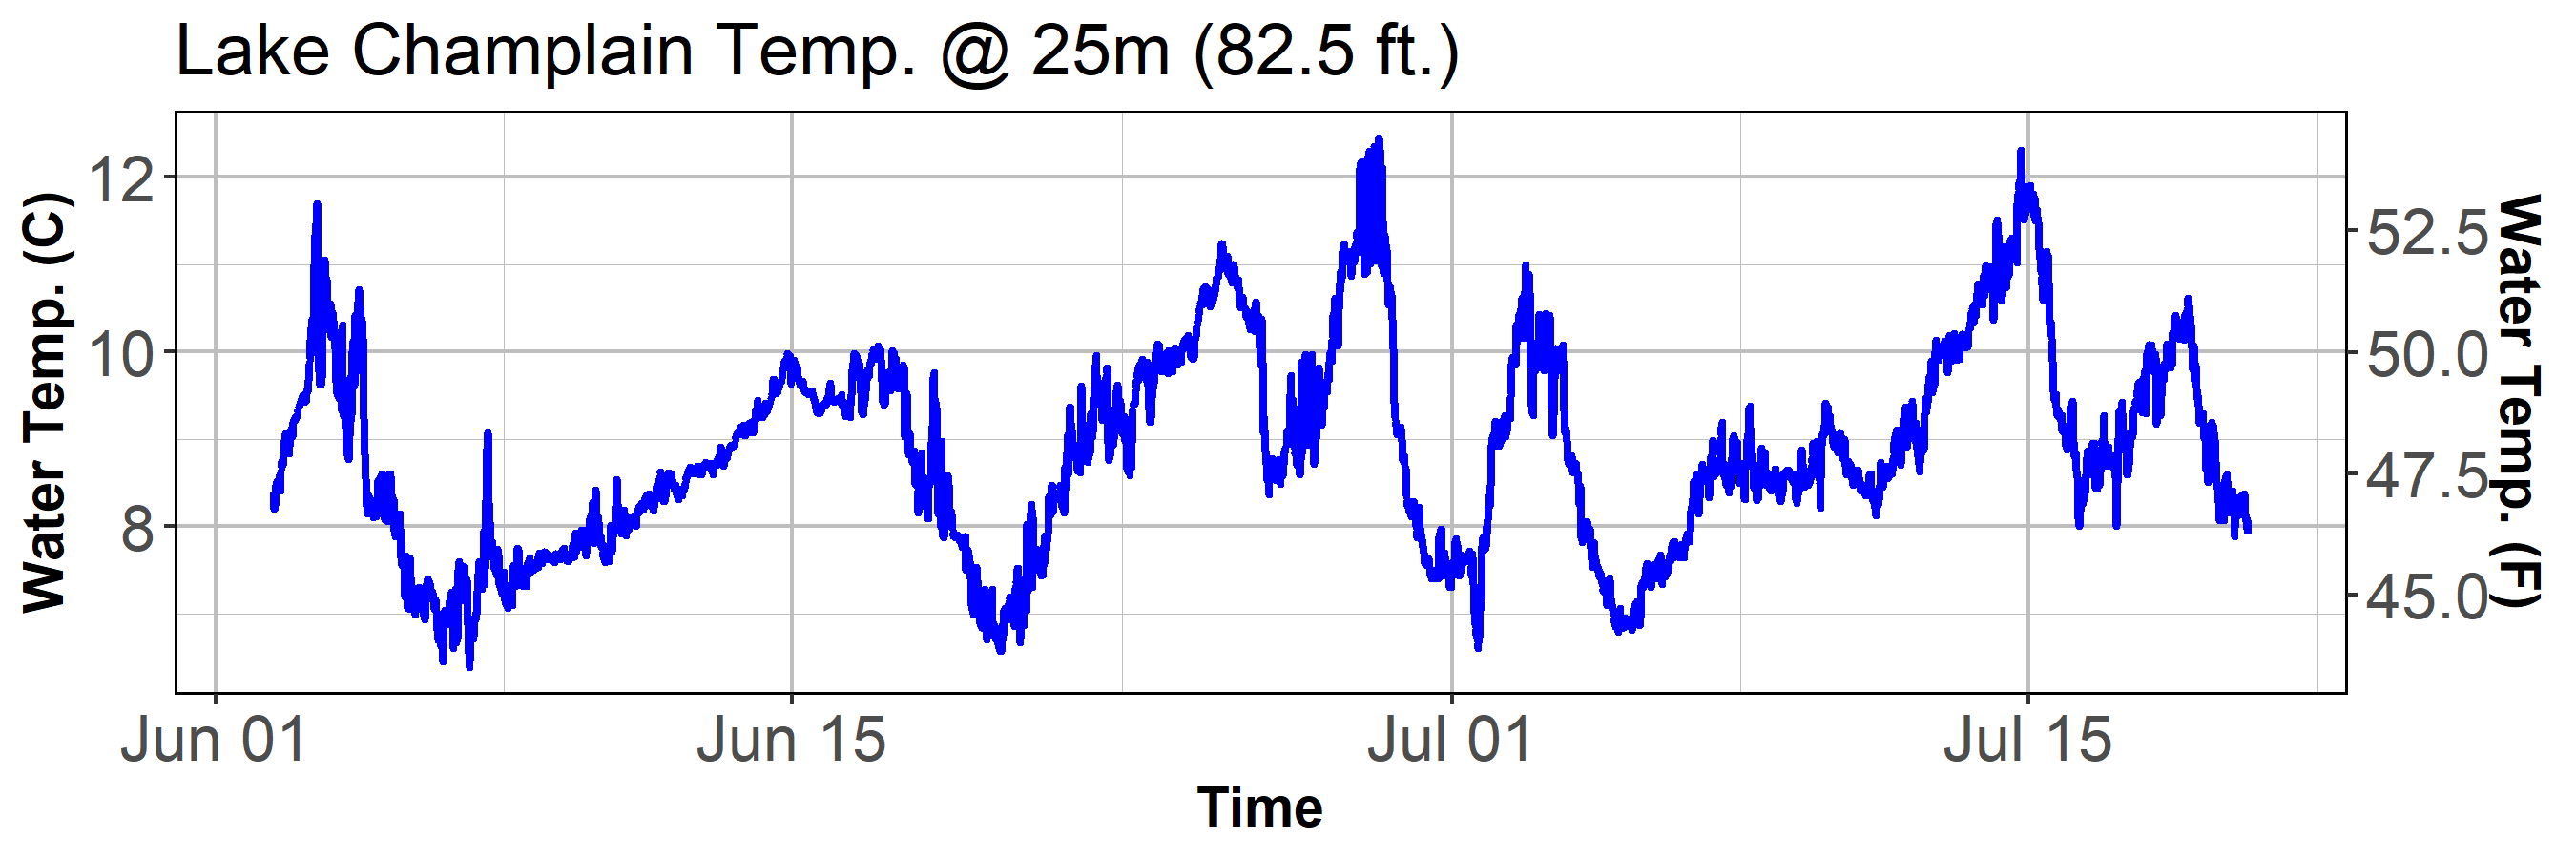 Lake Champlain Temp. @ 25m (82.5 ft.)
Water Temp. (C)
12
10
8
52.5
50.0
47.5
45.0
Water Temp. (F)
Jun 01
Jun 15
Jul 01
Jul 15
Time